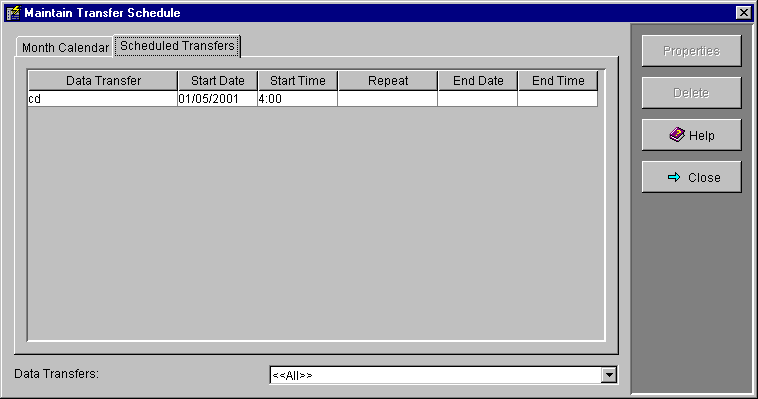 Maintain Transfer Schedule
Month Calendar Scheduled Transfers
Data Transfer Start Date Start Time Repeat End Date End Time
cd 01/05/2001 4:00
Properties
Delete
Help
Close
Data Transfers: <<All>>